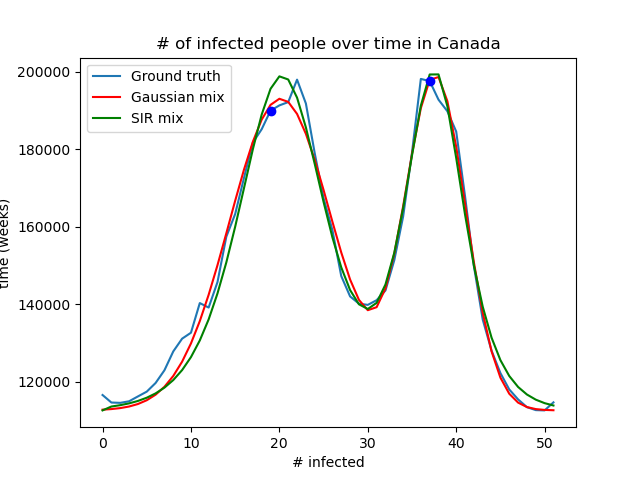 # of infected people over time in Canada
Ground truth
Gaussian mix
SIR mix
200000
180000
160000
140000
120000
time (weeks)
0 10 20 30 40 50
# infected